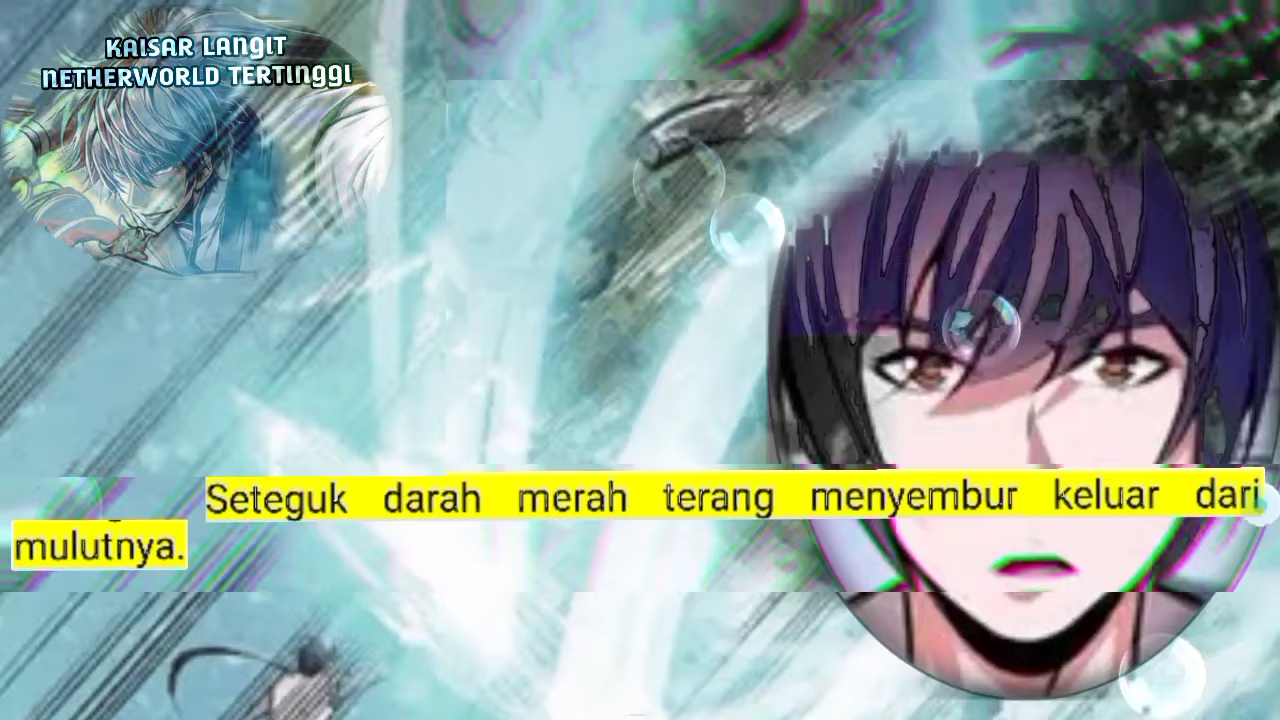 KAISAR LANGIT
NETHERWORLD TERTINGGI
Seteguk darah merah terang menyembur keluar dari
mulutnya.